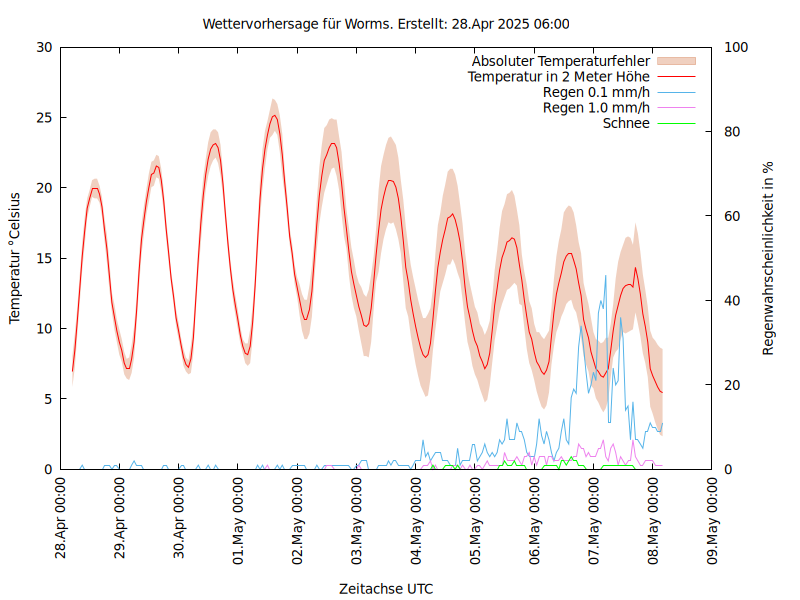 Wettervorhersage für Worms. Erstellt: 28.Apr 2025 06:00
Absoluter Temperaturfehler
Temperatur in 2 Meter Höhe
Regen 0.1 mm/h
Regen 1.0 mm/h
Schnee
30
25
20
15
10
5
0
100
80
60
40
20
0
Temperatur °Celsius
Regenwahrscheinlichkeit in %
28.Apr 00:00
29.Apr 00:00
30.Apr 00:00
01.May 00:00
02.May 00:00
03.May 00:00
04.May 00:00
05.May 00:00
06.May 00:00
07.May 00:00
08.May 00:00
09.May 00:00
Zeitachse UTC